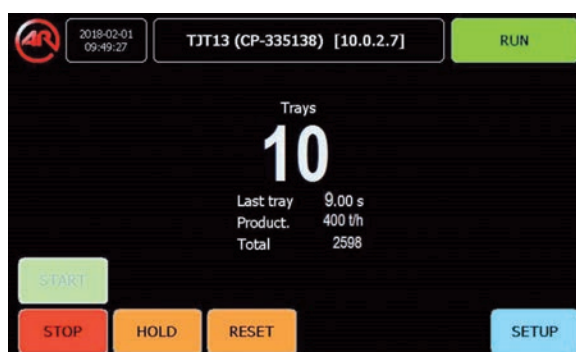 AR
2018-02-01
09:49:27
TJT13 (CP-335138) [10.0.2.7]
RUN
Trays
10
Last tray 9.00 s
Product. 400 t/h
Total 2598
START
STOP
HOLD
RESET
SETUP